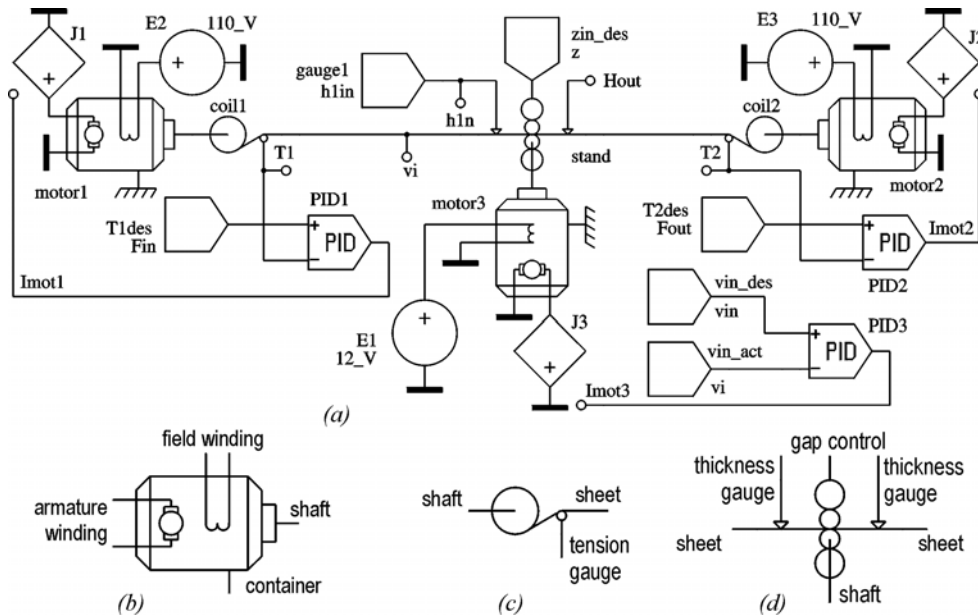 J1
E2
110_V
zin_des
z
E3
110_V
J2
gauge1
h1in
Hout
coil1
h1n
coil2
stand
T1
vi
T2
motor1
motor2
PID1
motor3
T1des
Fin
PID
T2des
Fout
PID
Imot2
Imot1
PID2
vin_des
vin
E1
12_V
J3
PID3
PID
vin_act
vi
Imot3
(a)
field winding
armature
winding
shaft
container
(b)
shaft
sheet
tension
gauge
(c)
gap control
thickness
gauge
thickness
gauge
sheet
sheet
shaft
(d)